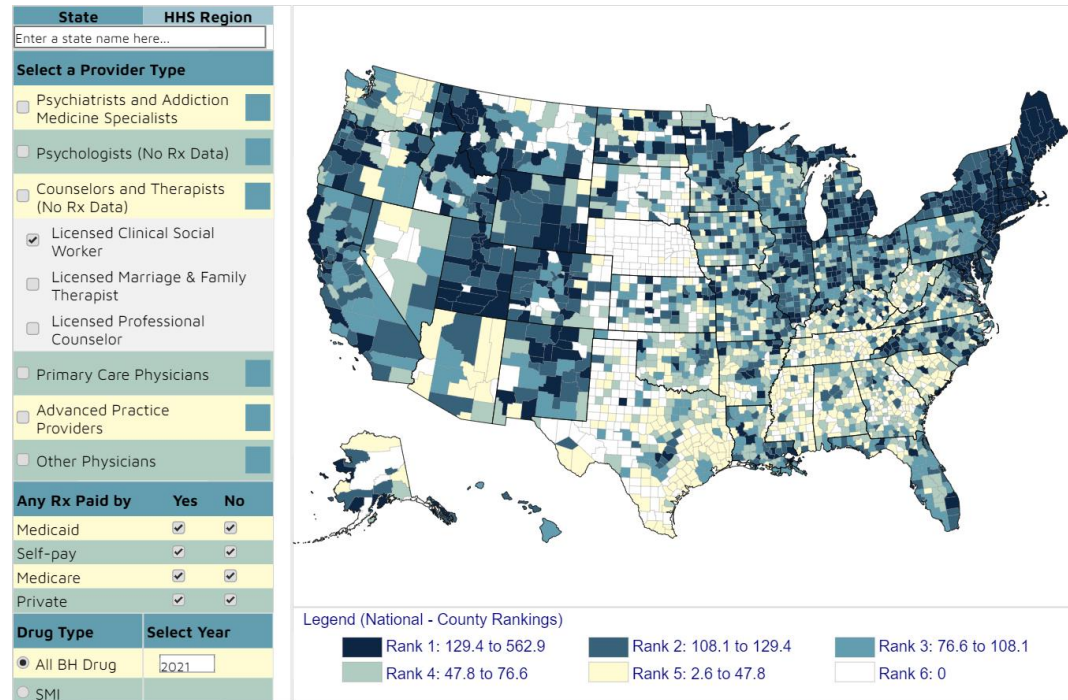 State HHS Region
Enter a state name here...
Select a Provider Type
Psychiatrists and Addiction
Medicine Specialists
Psychologists (No Rx Data)
Counselors and Therapists
(No Rx Data)
Licensed Clinical Social
Worker
Licensed Marriage & Family
Therapist
Licensed Professional
Counselor
Primary Care Physicians
Advanced Practice
Providers
Other Physicians
Any Rx Paid by Yes No
Medicaid
Self-pay
Medicare
Private
Drug Type Select Year
All BH Drug 2021
SMI
Legend (National - County Rankings)
Rank 1: 129.4 to 562.9 Rank 2: 108.1 to 129.4 Rank 3: 76.6 to 108.1
Rank 4: 47.8 to 76.6 Rank 5: 2.6 to 47.8 Rank 6: 0